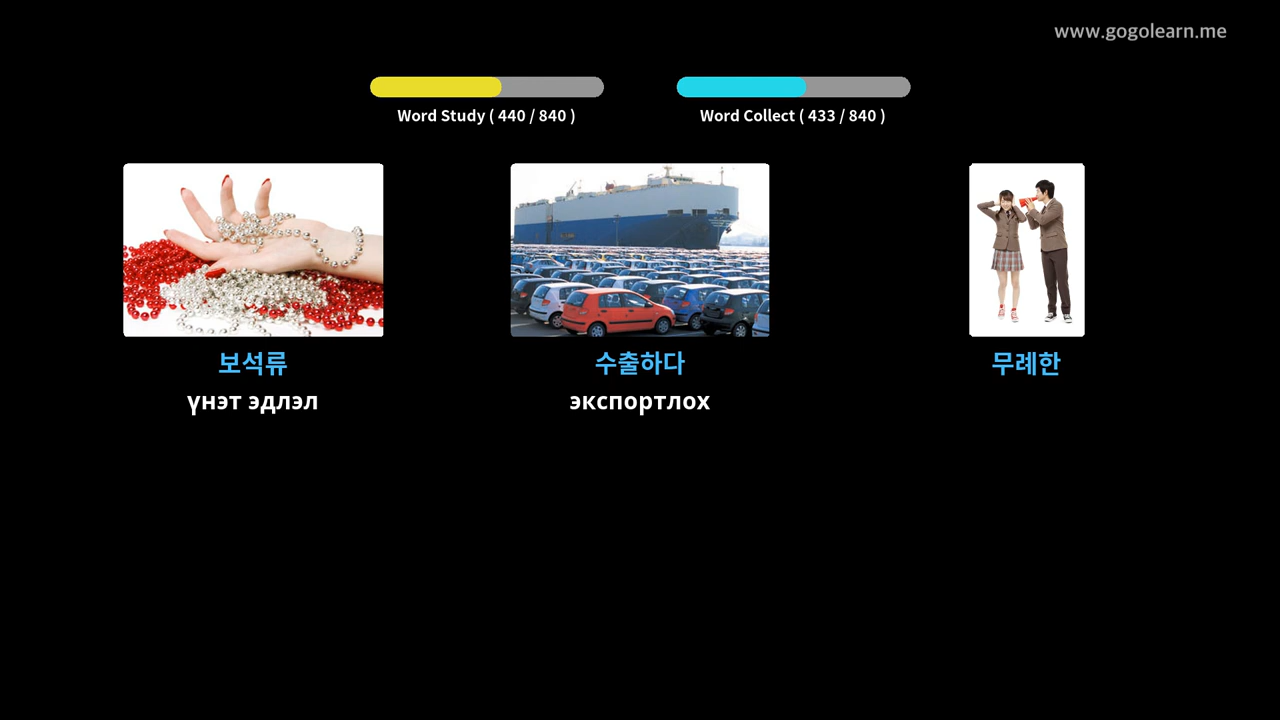 www.gogolearn.me
Word Study ( 440 / 840 )
Word Collect ( 433 / 840 )
보석류
수출하다
무례한
үнэт эдлэл
экспортлох